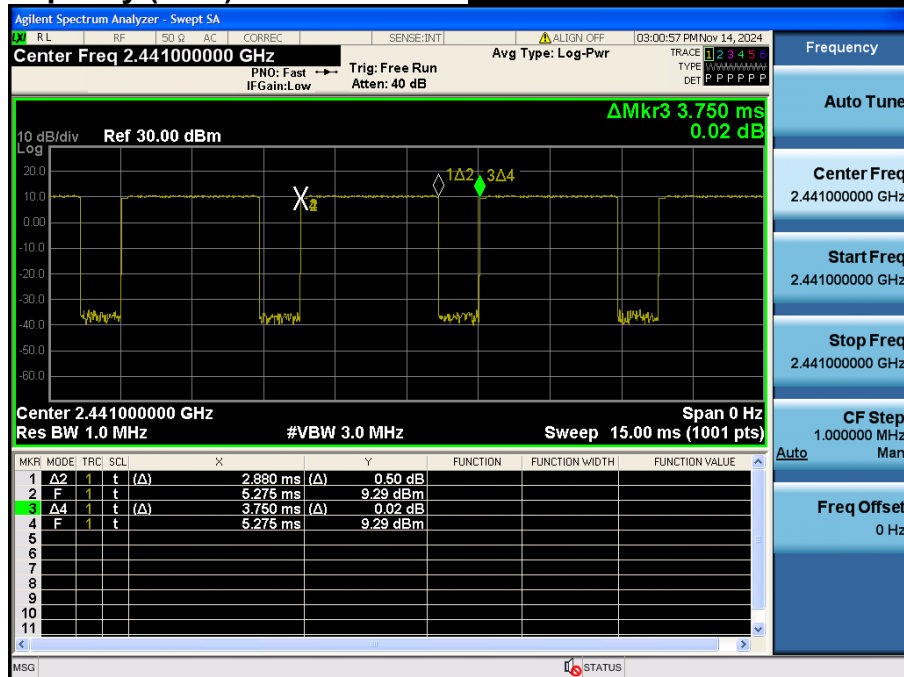 Agilent Spectrum Analyzer - Swept SA
LXI RL RF 50 Ω AC CORREC SENSE:INT ALIGN OFF 03:00:57 PM Nov 14, 2024
Center Freq 2.441000000 GHz
PNO: Fast
IFGain:Low
Trig: Free Run
Atten: 40 dB
Avg Type: Log-Pwr
TRACE 1 2 3 4 5 6
TYPE
DET P P P P P P
ΔMkr3 3.750 ms
0.02 dB
10 dB/div Ref 30.00 dBm
Log
20.0
10.0
0.00
-10.0
-20.0
-30.0
-40.0
-50.0
-60.0
1Δ2 3Δ4
Center 2.441000000 GHz Span 0 Hz
Res BW 1.0 MHz #VBW 3.0 MHz Sweep 15.00 ms (1001 pts)
MKR MODE TRC SCL X Y FUNCTION FUNCTION WIDTH FUNCTION VALUE
1 Δ2 1 t (Δ) 2.880 ms (Δ) 0.50 dB
2 F 1 t 5.275 ms 9.29 dBm
3 Δ4 1 t (Δ) 3.750 ms (Δ) 0.02 dB
4 F 1 t 5.275 ms 9.29 dBm
5
6
7
8
9
10
11
MSG STATUS
Frequency
Auto Tune
Center Freq
2.441000000 GHz
Start Freq
2.441000000 GHz
Stop Freq
2.441000000 GHz
CF Step
1.000000 MHz
Auto Man
Freq Offset
0 Hz